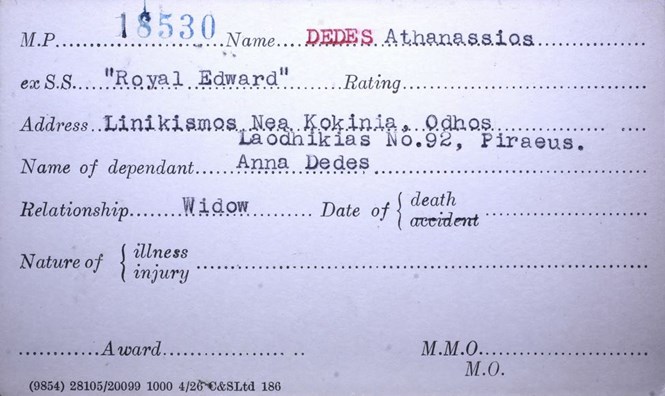 M.P. 18530 Name DEDES Athanassios
ex S.S. "Royal Edward" Rating
Address Linikismos Nea Kokinia, Odhos
Laodhikias No.92, Piraeus.
Name of dependant Anna Dedes
Relationship Widow Date of { death
accident
Nature of { illness
injury
Award M.M.O.
M.O.
(9854) 28105/20099 1000 4/26 C&SLtd 186